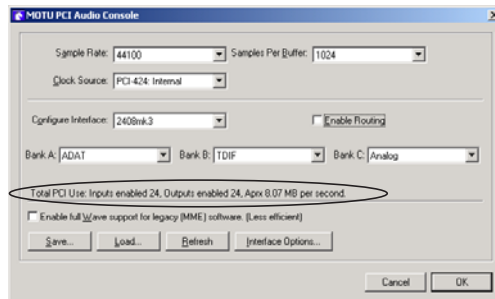 MOTU PCI Audio Console
Sample Rate: 44100 Samples Per Buffer: 1024
Clock Source: PCI-424: Internal
Configure Interface: 2408mk3 Enable Routing
Bank A: ADAT Bank B: TDIF Bank C: Analog
Total PCI Use: Inputs enabled 24, Outputs enabled 24, Aprx 8.07 MB per second.
Enable full Wave support for legacy (MME) software. (Less efficient)
Save... Load... Refresh Interface Options...
Cancel OK